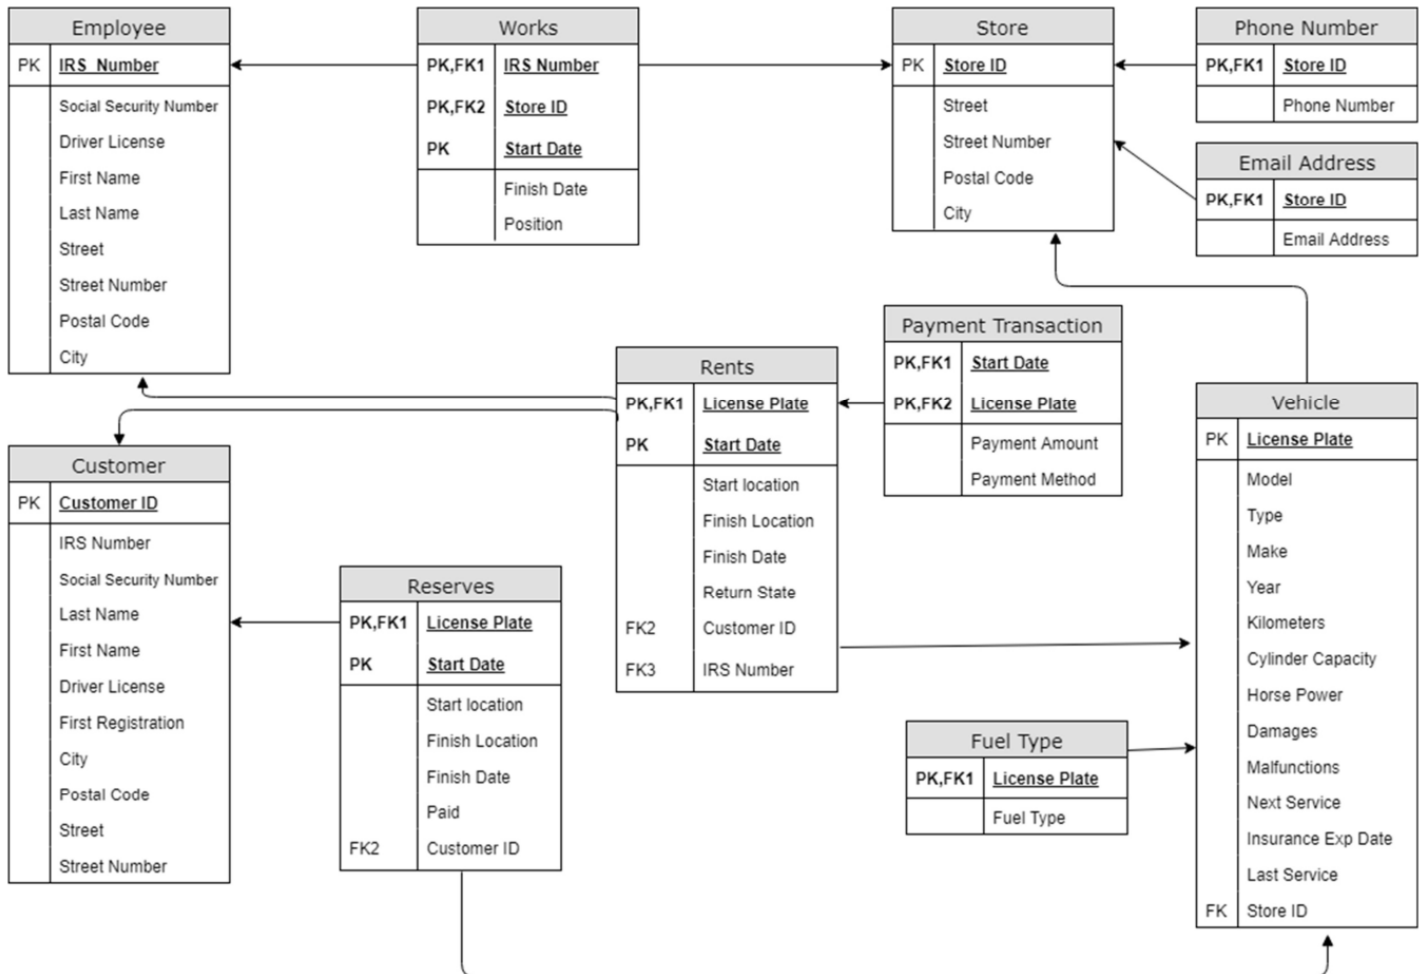 Employee
PK IRS_Number
Social Security Number
Driver License
First Name
Last Name
Street
Street Number
Postal Code
City
Works
PK,FK1 IRS Number
PK,FK2 Store ID
PK Start Date
Finish Date
Position
Store
PK Store ID
Street
Street Number
Postal Code
City
Phone Number
PK,FK1 Store ID
Phone Number
Email Address
PK,FK1 Store ID
Email Address
Payment Transaction
PK,FK1 Start Date
PK,FK2 License Plate
Payment Amount
Payment Method
Rents
PK,FK1 License Plate
PK Start Date
Start location
Finish Location
Finish Date
Return State
FK2 Customer ID
FK3 IRS Number
Vehicle
PK License Plate
Model
Type
Make
Year
Kilometers
Cylinder Capacity
Horse Power
Damages
Malfunctions
Next Service
Insurance Exp Date
Last Service
FK Store ID
Customer
PK Customer ID
IRS Number
Social Security Number
Last Name
First Name
Driver License
First Registration
City
Postal Code
Street
Street Number
Reserves
PK,FK1 License Plate
PK Start Date
Start location
Finish Location
Finish Date
Paid
FK2 Customer ID
Fuel Type
PK,FK1 License Plate
Fuel Type